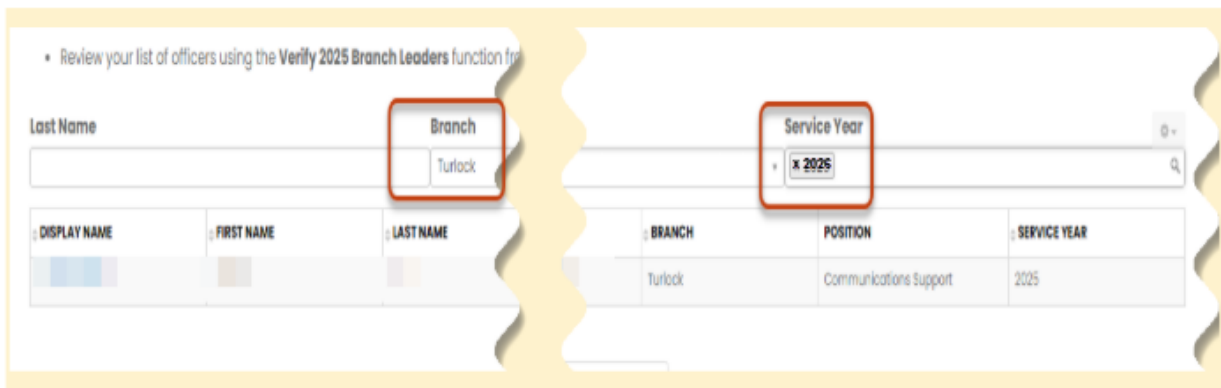 • Review your list of officers using the Verify 2025 Branch Leaders function
Last Name Branch Service Year
Turlock x 2025
DISPLAY NAME FIRST NAME LAST NAME BRANCH POSITION SERVICE YEAR
Turlock Communications Support 2025